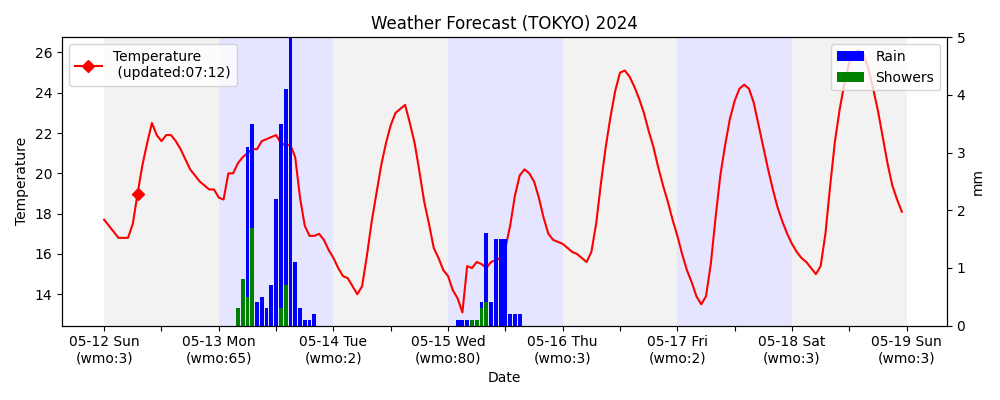 Weather Forecast (TOKYO) 2024
Temperature
(updated:07:12)
Rain
Showers
Temperature
26
24
22
20
18
16
14
5
4
3
2
1
0
mm
05-12 Sun
(wmo:3)
05-13 Mon
(wmo:65)
05-14 Tue
(wmo:2)
05-15 Wed
(wmo:80)
05-16 Thu
(wmo:3)
05-17 Fri
(wmo:2)
05-18 Sat
(wmo:3)
05-19 Sun
(wmo:3)
Date